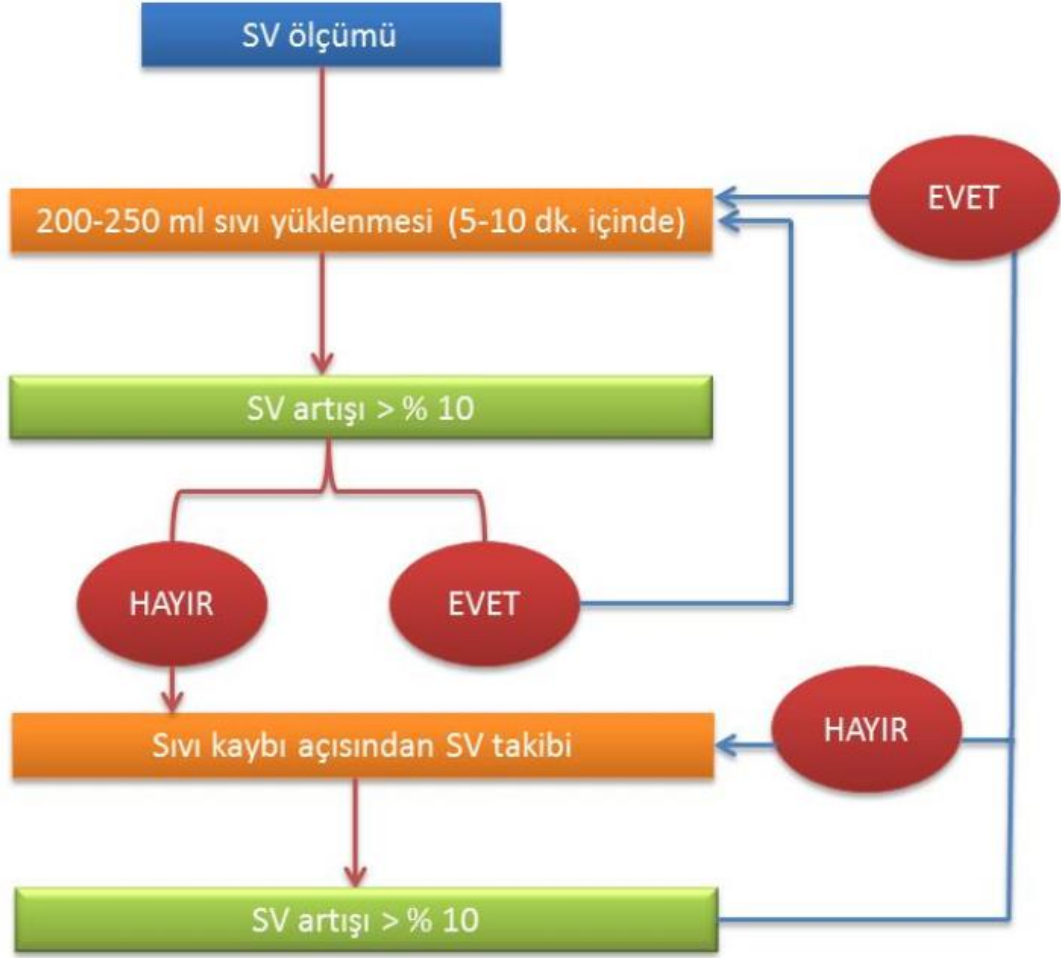 SV ölçümü
EVET
200-250 ml sıvı yüklenmesi (5-10 dk. içinde)
SV artışı > % 10
HAYIR
EVET
HAYIR
Sıvı kaybı açısından SV takibi
SV artışı > % 10